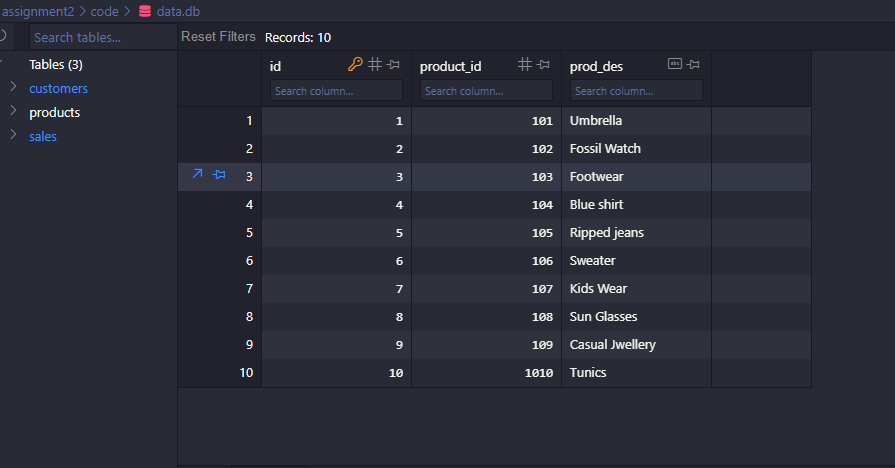 assignment2 > code > data.db
Search tables... Reset Filters Records: 10
Tables (3)
customers
products
sales
id product_id prod_des
Search column... Search column... Search column...
1 1 101 Umbrella
2 2 102 Fossil Watch
3 3 103 Footwear
4 4 104 Blue shirt
5 5 105 Ripped jeans
6 6 106 Sweater
7 7 107 Kids Wear
8 8 108 Sun Glasses
9 9 109 Casual Jwellery
10 10 1010 Tunics